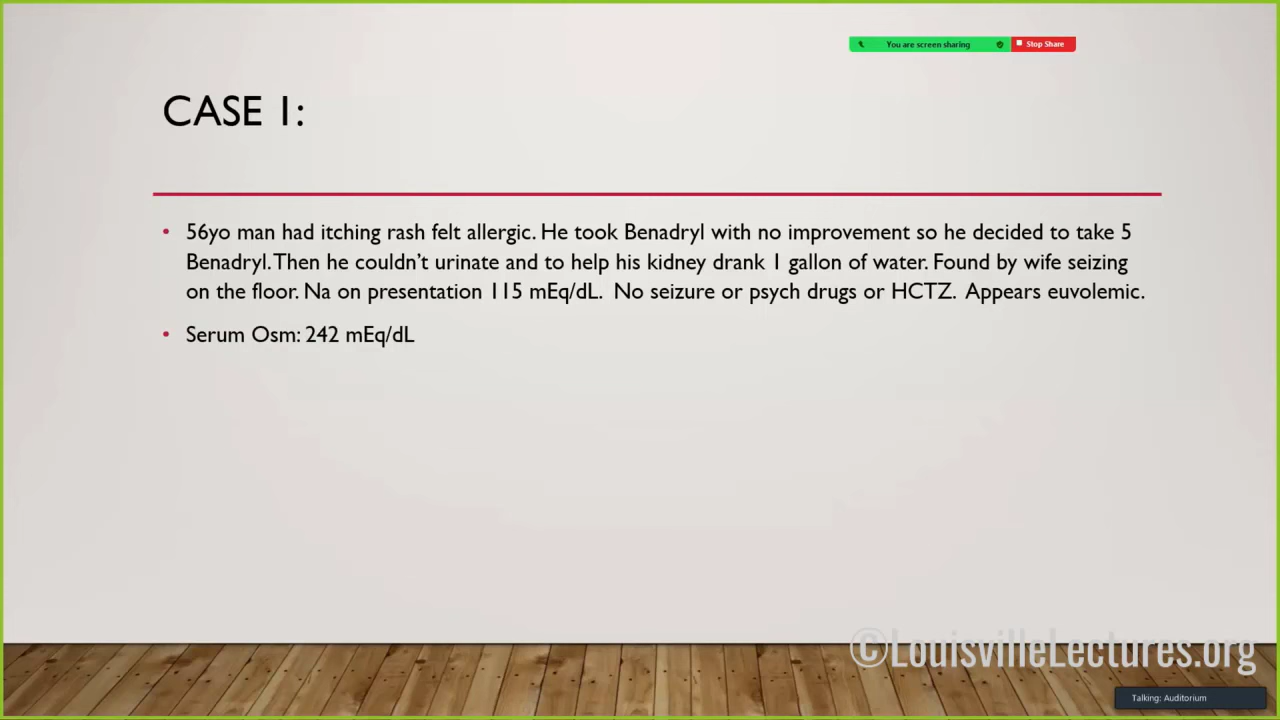 You are screen sharing
Stop Share
CASE 1:
• 56yo man had itching rash felt allergic. He took Benadryl with no improvement so he decided to take 5
Benadryl. Then he couldn't urinate and to help his kidney drank 1 gallon of water. Found by wife seizing
on the floor. Na on presentation 115 mEq/dL.  No seizure or psych drugs or HCTZ.  Appears euvolemic.
• Serum Osm: 242 mEq/dL
©LouisvilleLectures.org
Talking: Auditorium